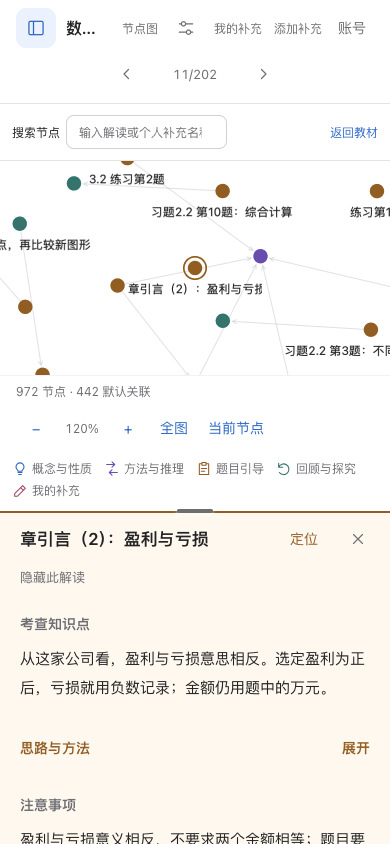 数...
节点图
我的补充
添加补充
账号
11/202
搜索节点
输入解读或个人补充名称
返回教材
3.2 练习第2题
习题2.2 第10题：综合计算
练习第1
点，再比较新图形
章引言（2）：盈利与亏损
习题2.2 第3题：不同
972 节点 · 442 默认关联
− 120% + 全图 当前节点
概念与性质 方法与推理 题目引导 回顾与探究
我的补充
章引言（2）：盈利与亏损
定位
隐藏此解读
考查知识点
从这家公司看，盈利与亏损意思相反。选定盈利为正
后，亏损就用负数记录；金额仍用题中的万元。
思路与方法
展开
注意事项
盈利与亏损意义相反，不要求两个金额相等；题目要